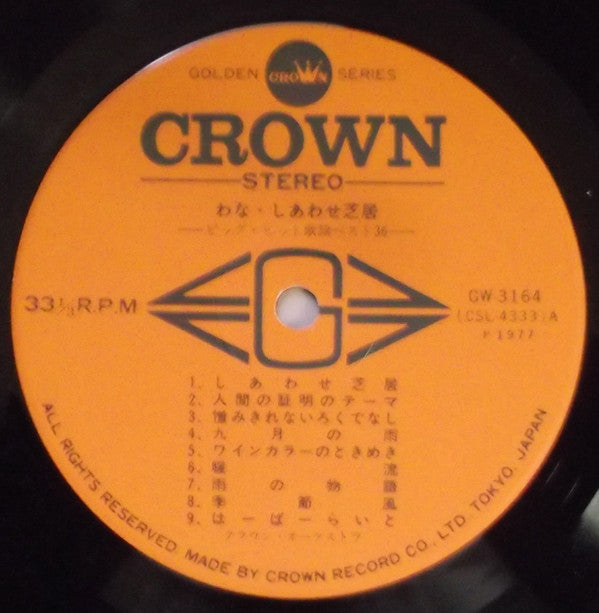 GOLDEN CROWN SERIES
CROWN
STEREO
わな・しあわせ芝居
ビッグ・ヒット歌謡ベスト36
33⅓R.P.M
G
GW-3164
(CSL 4333)A
℗1977
1. しあわせ芝居
2. 人間の証明のテーマ
3. 憎みきれないろくでなし
4. 九月の雨
5. ワインカラーのときめき
6. 騒流
7. 雨の物語
8. 季節風
9. はーばーらいと
クラウン・オーケストラ
ALL RIGHTS RESERVED. MADE BY CROWN RECORD CO., LTD. TOKYO, JAPAN